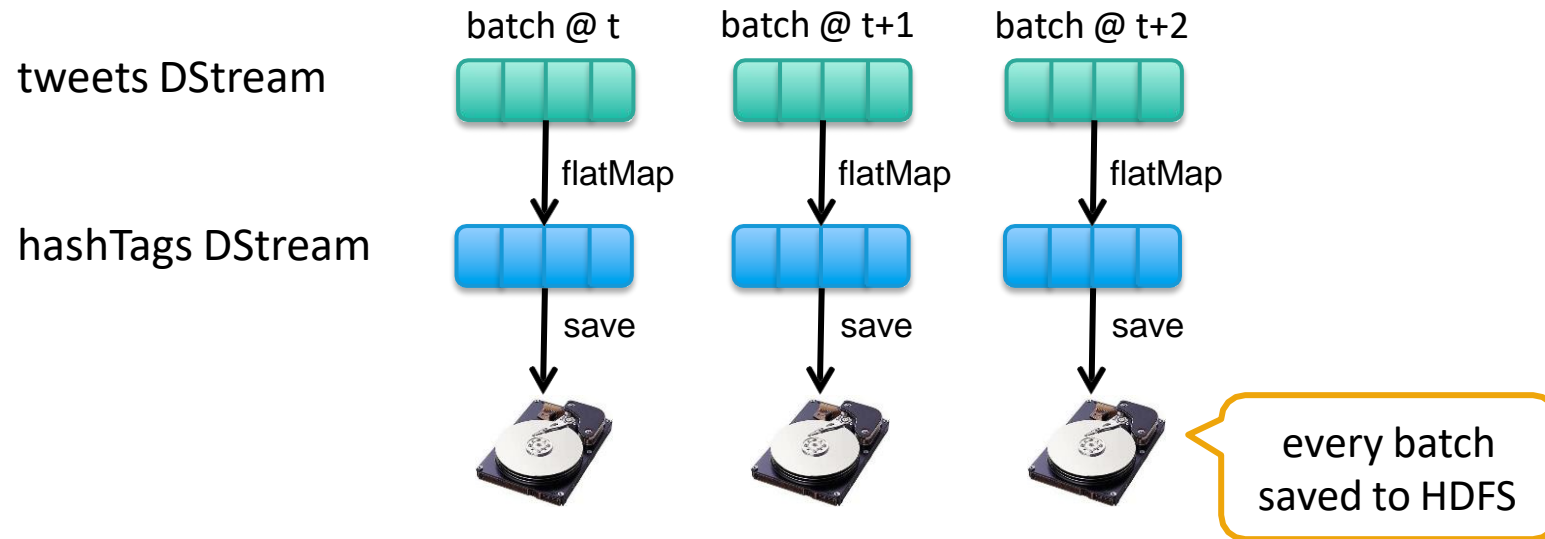 batch @ t
batch @ t+1
batch @ t+2
tweets DStream
flatMap
flatMap
flatMap
hashTags DStream
save
save
save
every batch
saved to HDFS